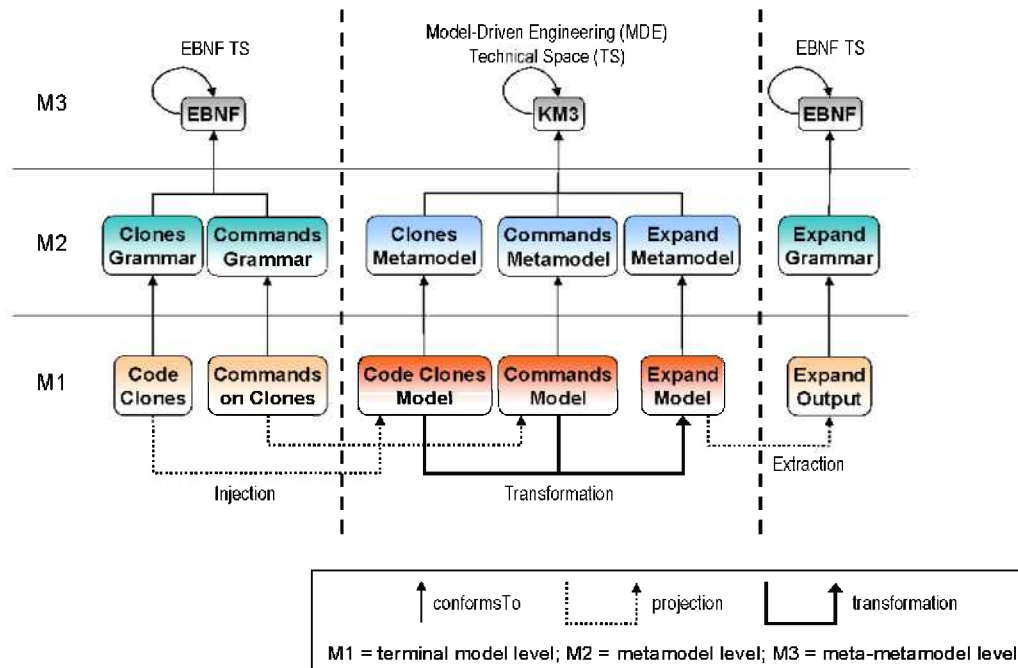 EBNF TS
Model-Driven Engineering (MDE)
Technical Space (TS)
EBNF TS
M3
EBNF
KM3
EBNF
M2
Clones
Grammar
Commands
Grammar
Clones
Metamodel
Commands
Metamodel
Expand
Metamodel
Expand
Grammar
M1
Code
Clones
Commands
on Clones
Code Clones
Model
Commands
Model
Expand
Model
Expand
Output
Injection
Transformation
Extraction
conformsTo
projection
transformation
M1 = terminal model level; M2 = metamodel level; M3 = meta-metamodel level